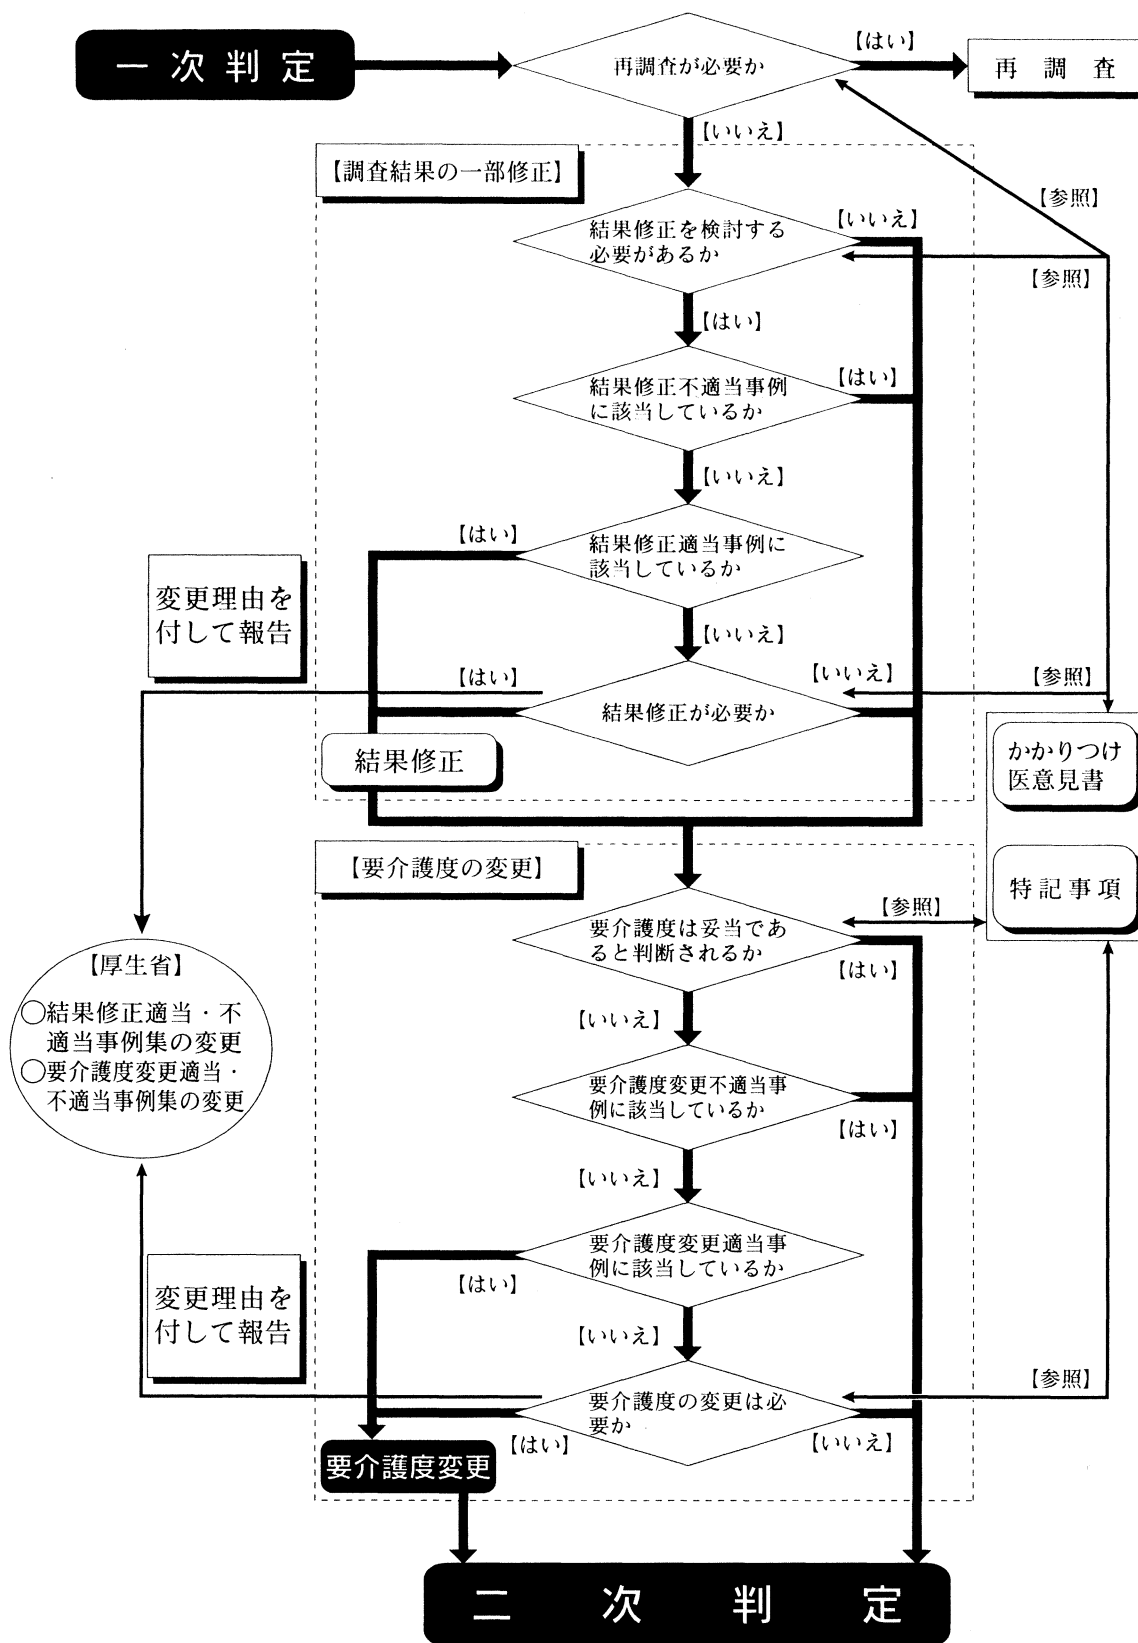 一次判定
再調査が必要か
【はい】
再調査
【いいえ】
【調査結果の一部修正】
【参照】
結果修正を検討する
必要があるか
【いいえ】
【参照】
【はい】
結果修正不適当事例
に該当しているか
【はい】
【いいえ】
【はい】
結果修正適当事例に
該当しているか
変更理由を
付して報告
【いいえ】
【はい】
結果修正が必要か
【いいえ】
【参照】
結果修正
かかりつけ
医意見書
【要介護度の変更】
特記事項
要介護度は妥当であ
ると判断されるか
【参照】
【はい】
【厚生省】
○結果修正適当・不
適当事例集の変更
○要介護度変更適当・
不適当事例集の変更
【いいえ】
要介護度変更不適当事
例に該当しているか
【はい】
【いいえ】
要介護度変更適当事
例に該当しているか
【はい】
変更理由を
付して報告
【いいえ】
要介護度の変更は必
要か
【参照】
【はい】
【いいえ】
要介護度変更
二次判定